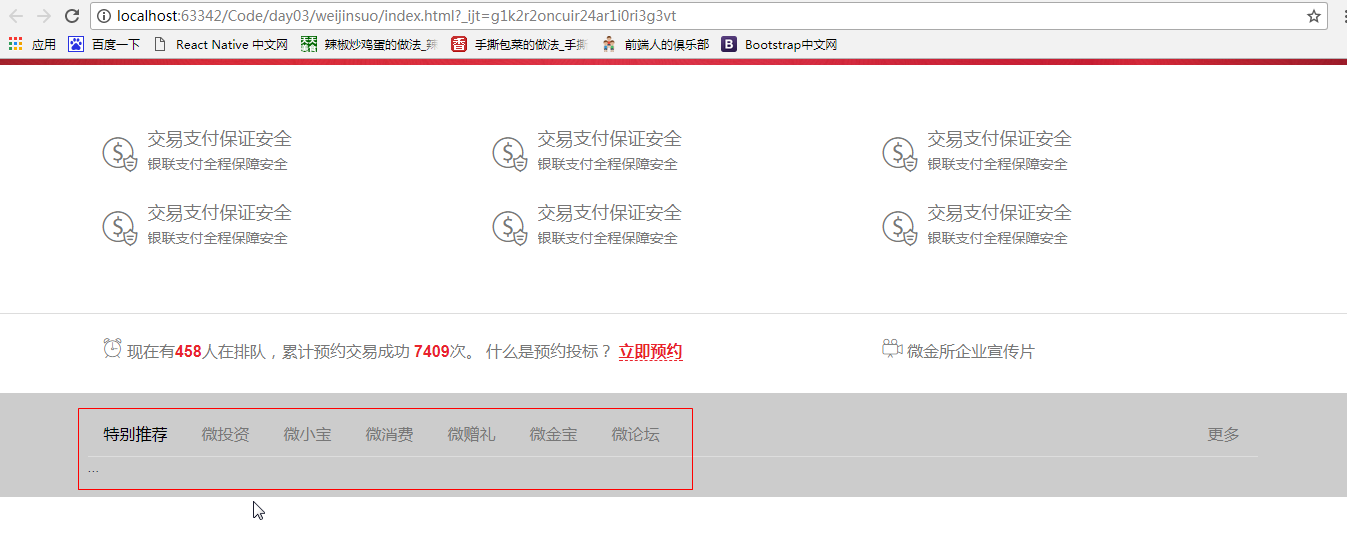 localhost:63342/Code/day03/weijinsuo/index.html?_ijt=g1k2r2oncuir24ar1i0ri3g3vt
应用 百度一下 React Native 中文网 辣椒炒鸡蛋的做法_辣 手撕包菜的做法_手撕 前端人的俱乐部 B Bootstrap中文网
交易支付保证安全 交易支付保证安全 交易支付保证安全
银联支付全程保障安全 银联支付全程保障安全 银联支付全程保障安全
交易支付保证安全 交易支付保证安全 交易支付保证安全
银联支付全程保障安全 银联支付全程保障安全 银联支付全程保障安全
现在有458人在排队，累计预约交易成功 7409次。 什么是预约投标？ 立即预约 微金所企业宣传片
特别推荐 微投资 微小宝 微消费 微赠礼 微金宝 微论坛 更多
...